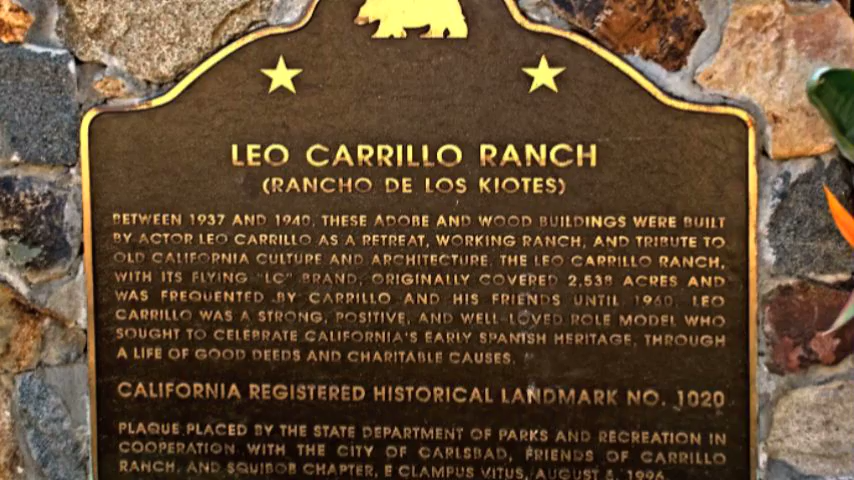 LEO CARRILLO RANCH
(RANCHO DE LOS KIOTES)
BETWEEN 1937 AND 1940, THESE ADOBE AND WOOD BUILDINGS WERE BUILT
BY ACTOR LEO CARRILLO AS A RETREAT, WORKING RANCH, AND TRIBUTE TO
OLD CALIFORNIA CULTURE AND ARCHITECTURE. THE LEO CARRILLO RANCH,
WITH ITS FLYING "LC" BRAND, ORIGINALLY COVERED 2,538 ACRES AND
WAS FREQUENTED BY CARRILLO AND HIS FRIENDS UNTIL 1960. LEO
CARRILLO WAS A STRONG, POSITIVE, AND WELL-LOVED ROLE MODEL WHO
SOUGHT TO CELEBRATE CALIFORNIA'S EARLY SPANISH HERITAGE, THROUGH
A LIFE OF GOOD DEEDS AND CHARITABLE CAUSES.
CALIFORNIA REGISTERED HISTORICAL LANDMARK NO. 1020
PLAQUE PLACED BY THE STATE DEPARTMENT OF PARKS AND RECREATION IN
COOPERATION WITH THE CITY OF CARLSBAD, FRIENDS OF CARRILLO
RANCH, AND SQUIBOB CHAPTER, E CLAMPUS VITUS, AUGUST 1996.